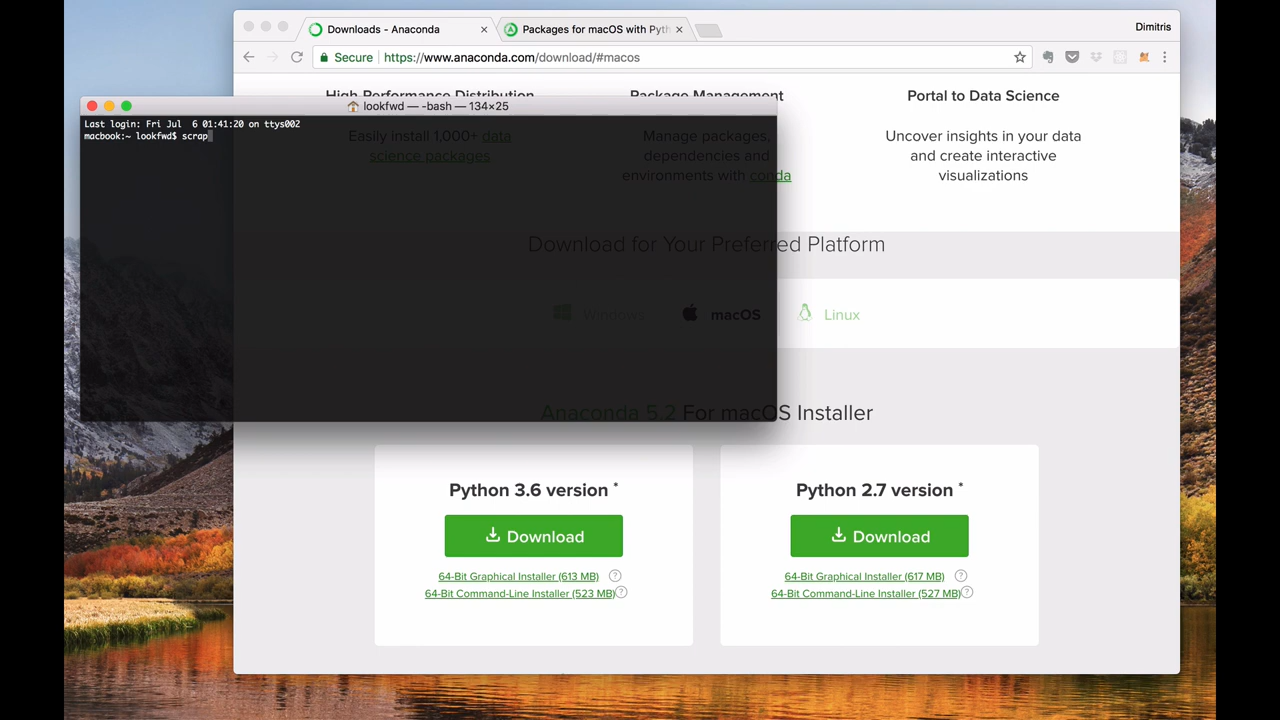 Downloads - Anaconda
Packages for macOS with Pyth
Dimitris
Secure
https://www.anaconda.com/download/#macos
High-Performance Distribution
Package Management
Portal to Data Science
lookfwd — -bash — 134×25
Last login: Fri Jul  6 01:41:20 on ttys002
macbook:~ lookfwd$ scrap
Easily install 1,000+ data
science packages
Manage packages,
dependencies and
environments with conda
Uncover insights in your data
and create interactive
visualizations
Download for Your Preferred Platform
Windows
macOS
Linux
Anaconda 5.2 For macOS Installer
Python 3.6 version *
Download
64-Bit Graphical Installer (613 MB) ?
64-Bit Command-Line Installer (523 MB) ?
Python 2.7 version *
Download
64-Bit Graphical Installer (617 MB) ?
64-Bit Command-Line Installer (527 MB) ?